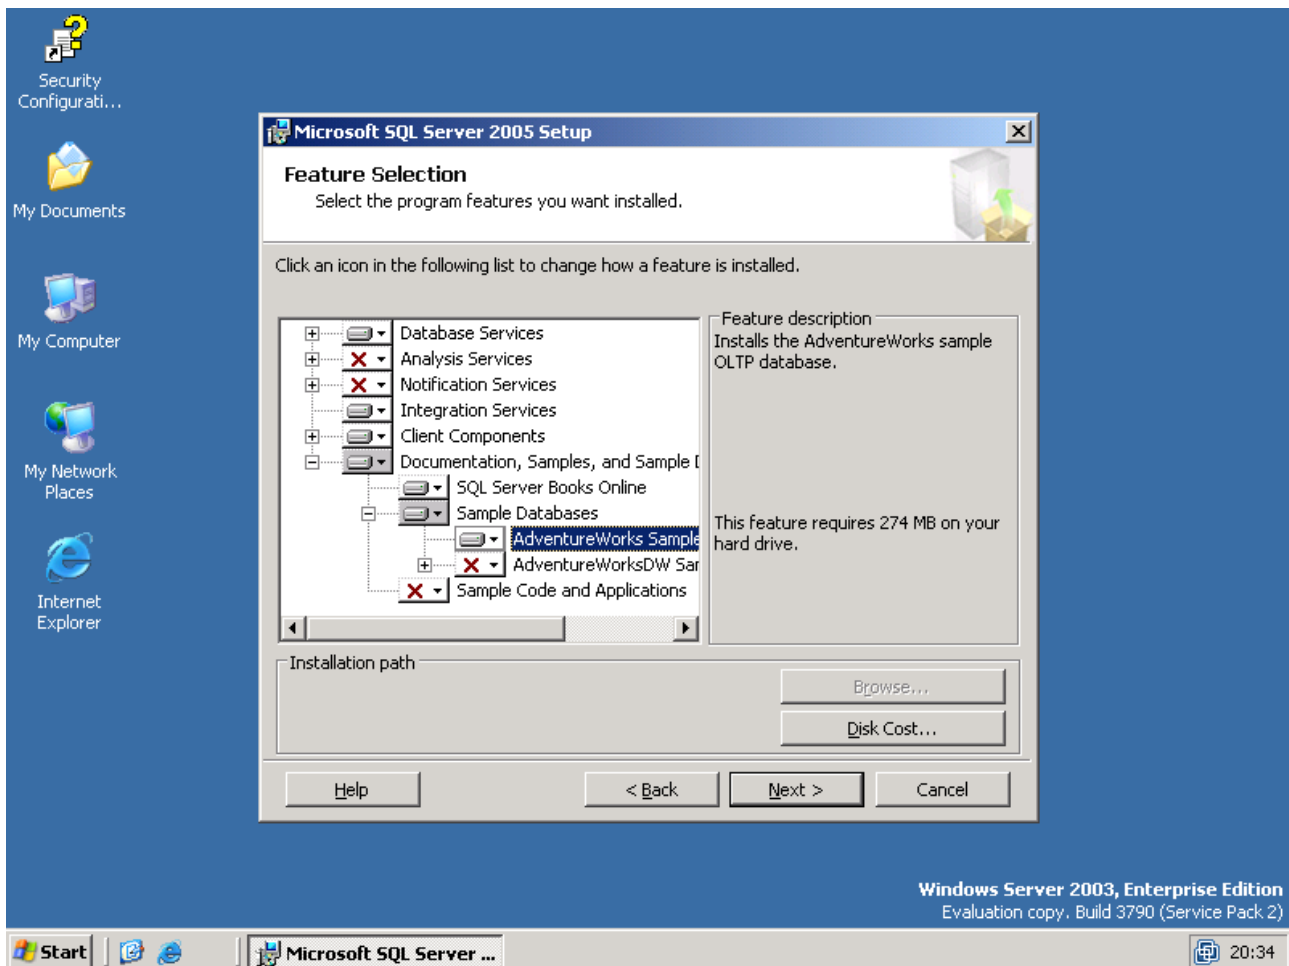 Security
Configurati...
My Documents
My Computer
My Network
Places
Internet
Explorer
Microsoft SQL Server 2005 Setup
Feature Selection
Select the program features you want installed.
Click an icon in the following list to change how a feature is installed.
Database Services
Analysis Services
Notification Services
Integration Services
Client Components
Documentation, Samples, and Sample
SQL Server Books Online
Sample Databases
AdventureWorks Sample
AdventureWorksDW
Sample Code and Applications
Feature description
Installs the AdventureWorks sample
OLTP database.
This feature requires 274 MB on your
hard drive.
Installation path
Browse...
Disk Cost...
Help
< Back
Next >
Cancel
Windows Server 2003, Enterprise Edition
Evaluation copy. Build 3790 (Service Pack 2)
Start
Microsoft SQL Server ...
20:34